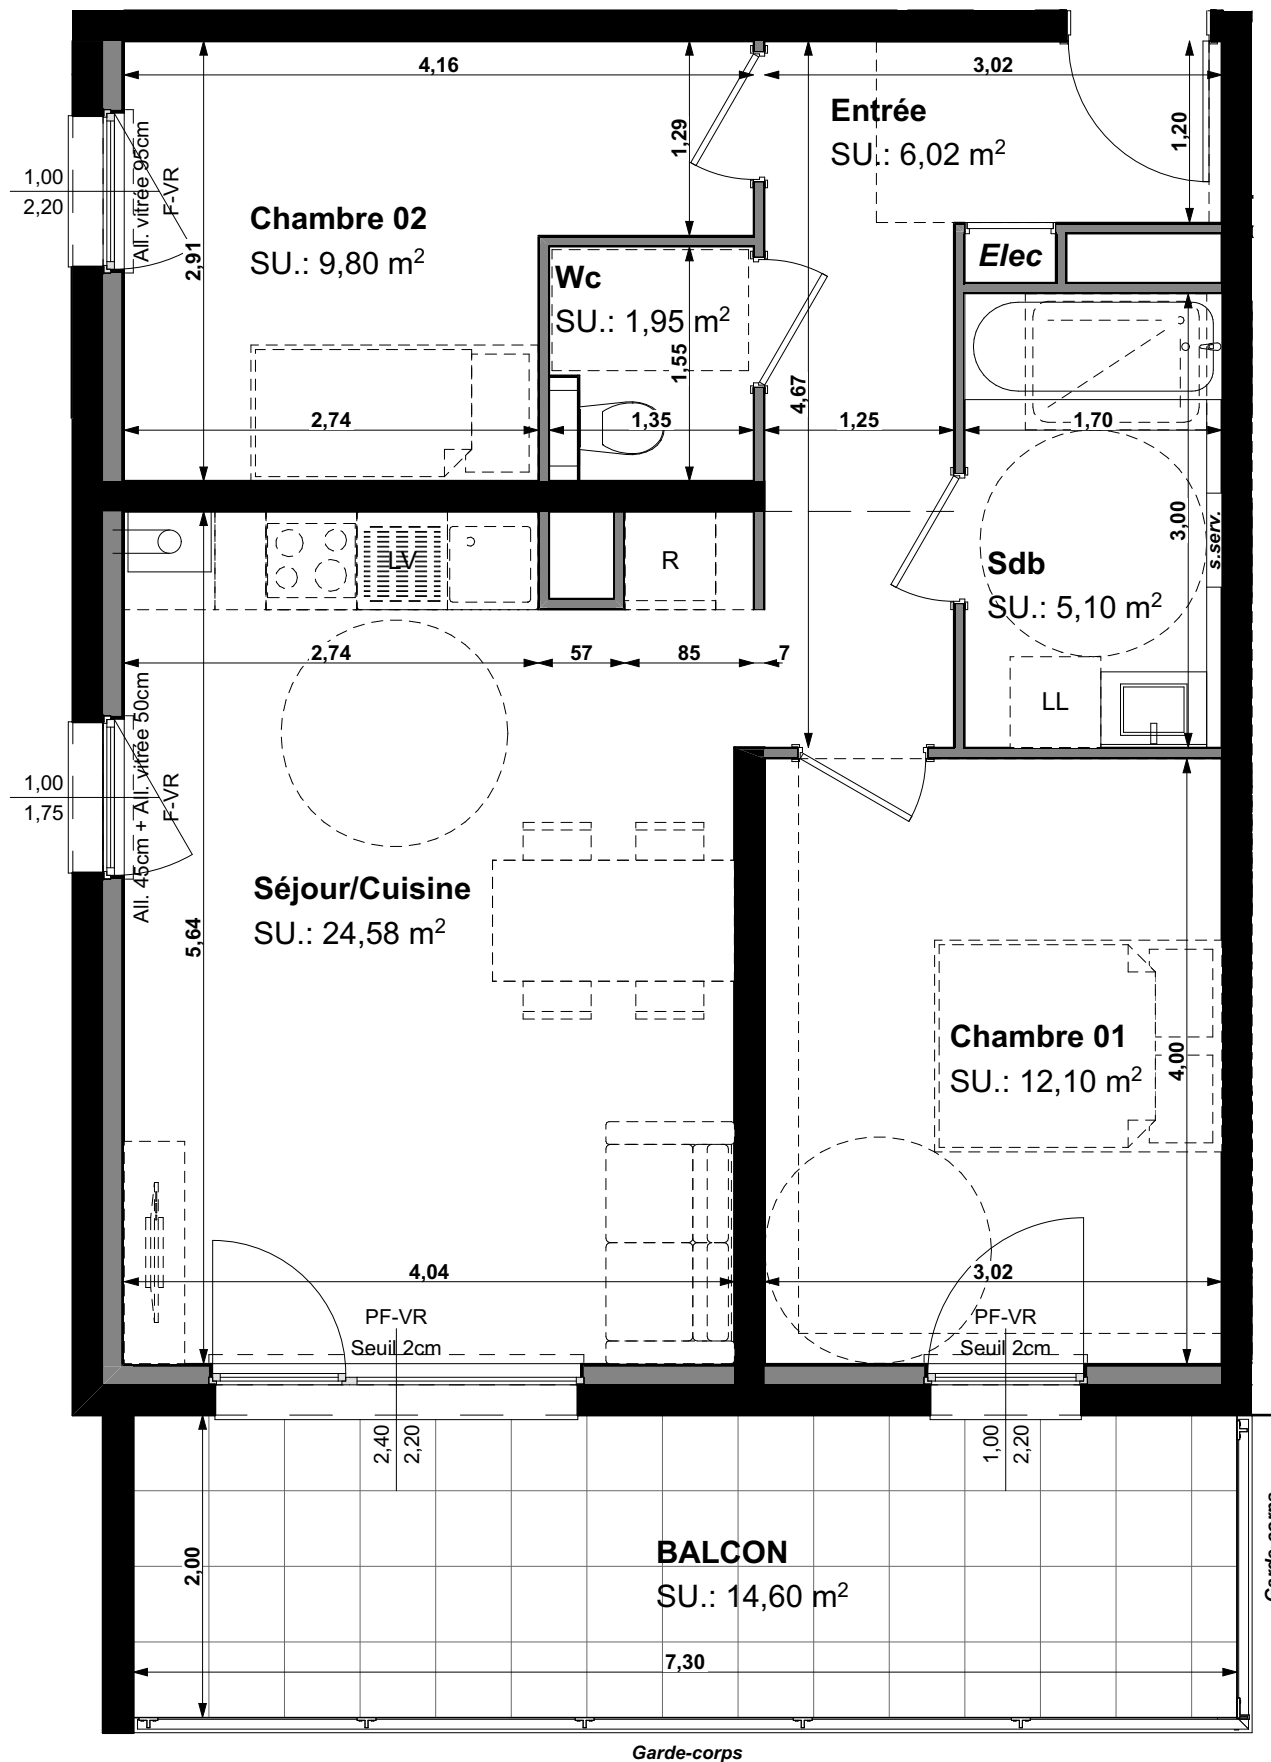 4,16
3,02
Entrée
SU.: 6,02 m²
1,29
1,20
1,00
2,20
All. vitrée 95cm
F-VR
Chambre 02
SU.: 9,80 m²
2,91
Wc
SU.: 1,95 m²
1,55
Elec
4,67
2,74
1,35
1,25
1,70
3,00
s.serv.
LV
R
Sdb
SU.: 5,10 m²
2,74
57
85
7
LL
1,00
1,75
All. 45cm + All. vitrée 50cm
F-VR
Séjour/Cuisine
SU.: 24,58 m²
5,64
Chambre 01
SU.: 12,10 m²
4,00
4,04
3,02
PF-VR
Seuil 2cm
PF-VR
Seuil 2cm
2,40
2,20
1,00
2,20
Garde-corps
2,00
BALCON
SU.: 14,60 m²
7,30
Garde-corps